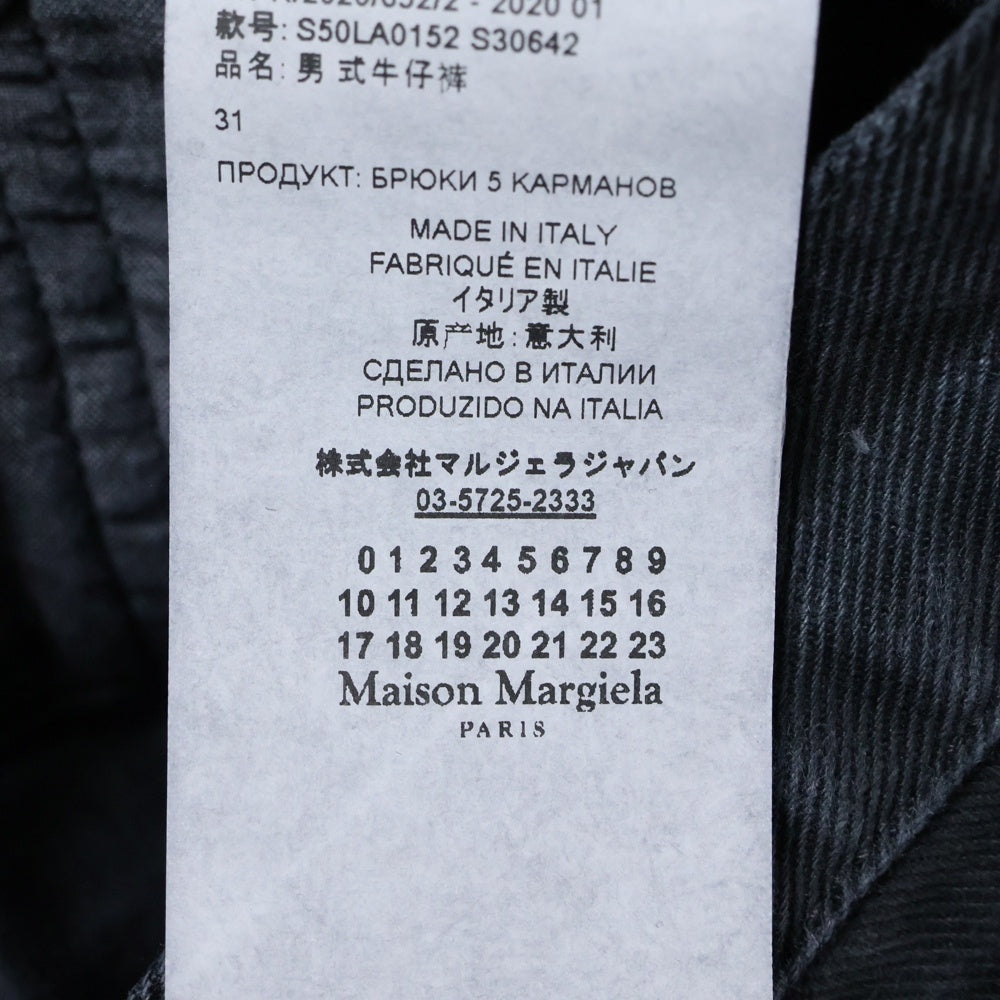 2020 01
款号: S50LA0152 S30642
品名: 男 式牛仔裤
31
ПРОДУКТ: БРЮКИ 5 КАРМАНОВ
MADE IN ITALY
FABRIQUÉ EN ITALIE
イタリア製
原产地: 意大利
СДЕЛАНО В ИТАЛИИ
PRODUZIDO NA ITALIA
株式会社マルジェラジャパン
03-5725-2333
0 1 2 3 4 5 6 7 8 9
10 11 12 13 14 15 16
17 18 19 20 21 22 23
Maison Margiela
PARIS